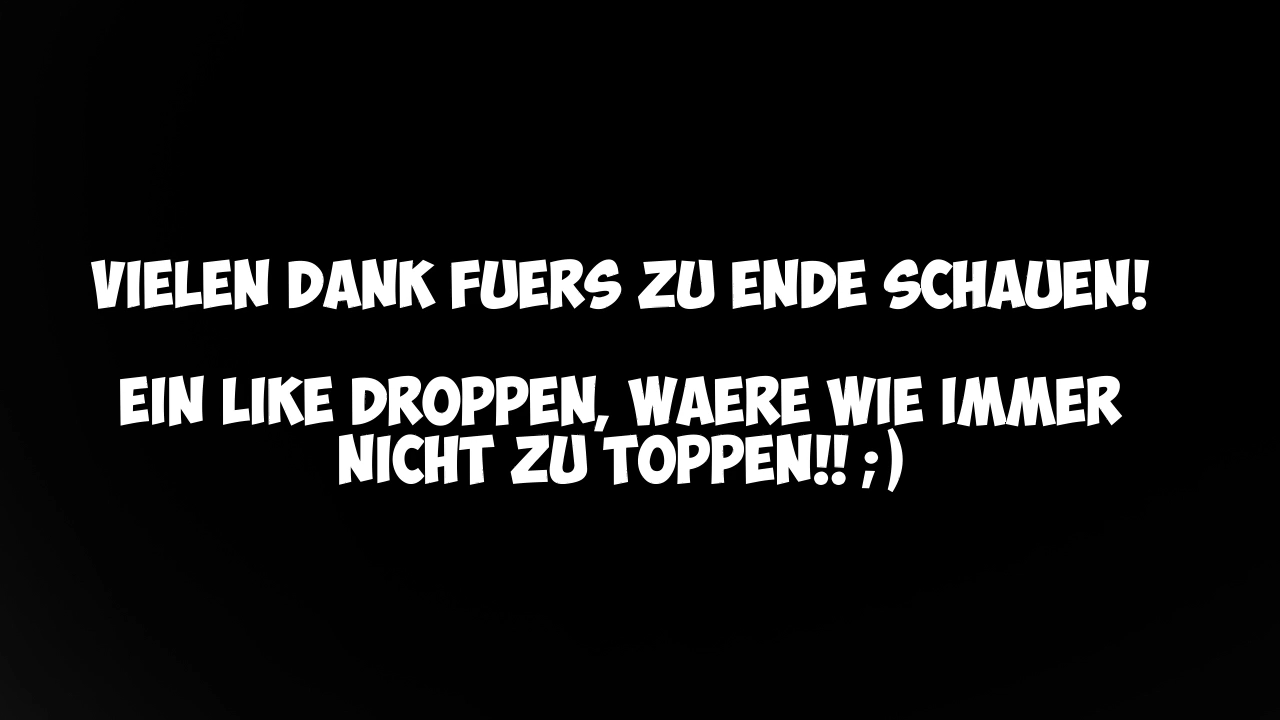 VIELEN DANK FUERS ZU ENDE SCHAUEN!
EIN LIKE DROPPEN, WAERE WIE IMMER
NICHT ZU TOPPEN!! ;)